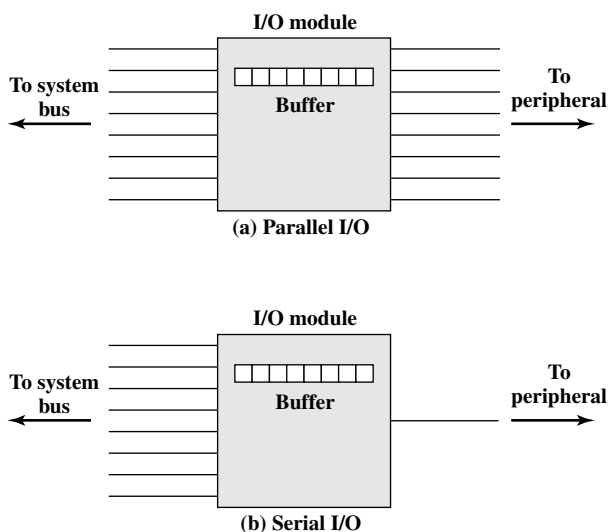 I/O module
To system
bus
Buffer
To
peripheral
(a) Parallel I/O
I/O module
To system
bus
Buffer
To
peripheral
(b) Serial I/O